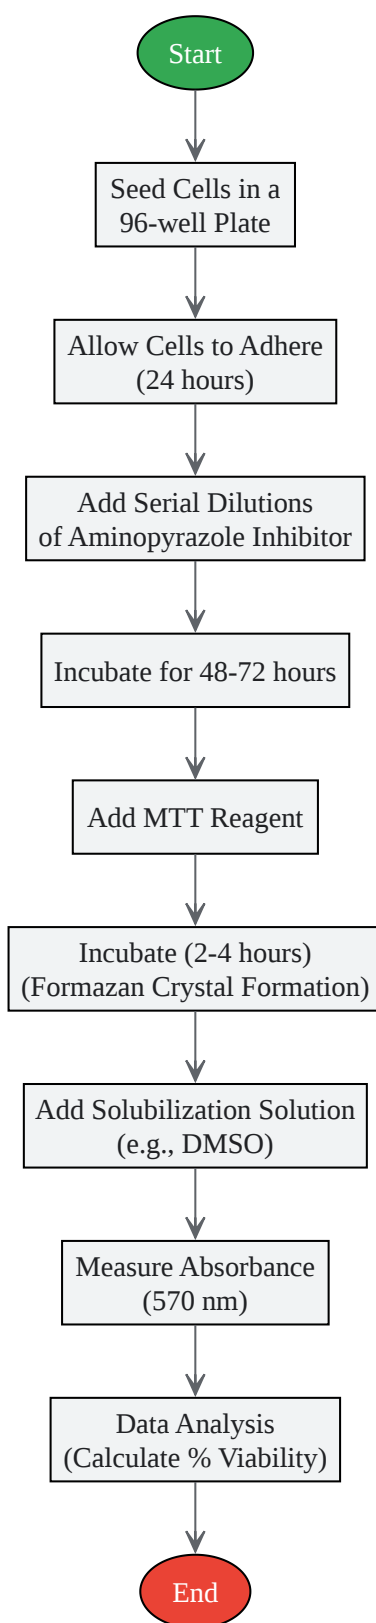 Start
Seed Cells in a
96-well Plate
Allow Cells to Adhere
(24 hours)
Add Serial Dilutions
of Aminopyrazole Inhibitor
Incubate for 48-72 hours
Add MTT Reagent
Incubate (2-4 hours)
(Formazan Crystal Formation)
Add Solubilization Solution
(e.g., DMSO)
Measure Absorbance
(570 nm)
Data Analysis
(Calculate % Viability)
End